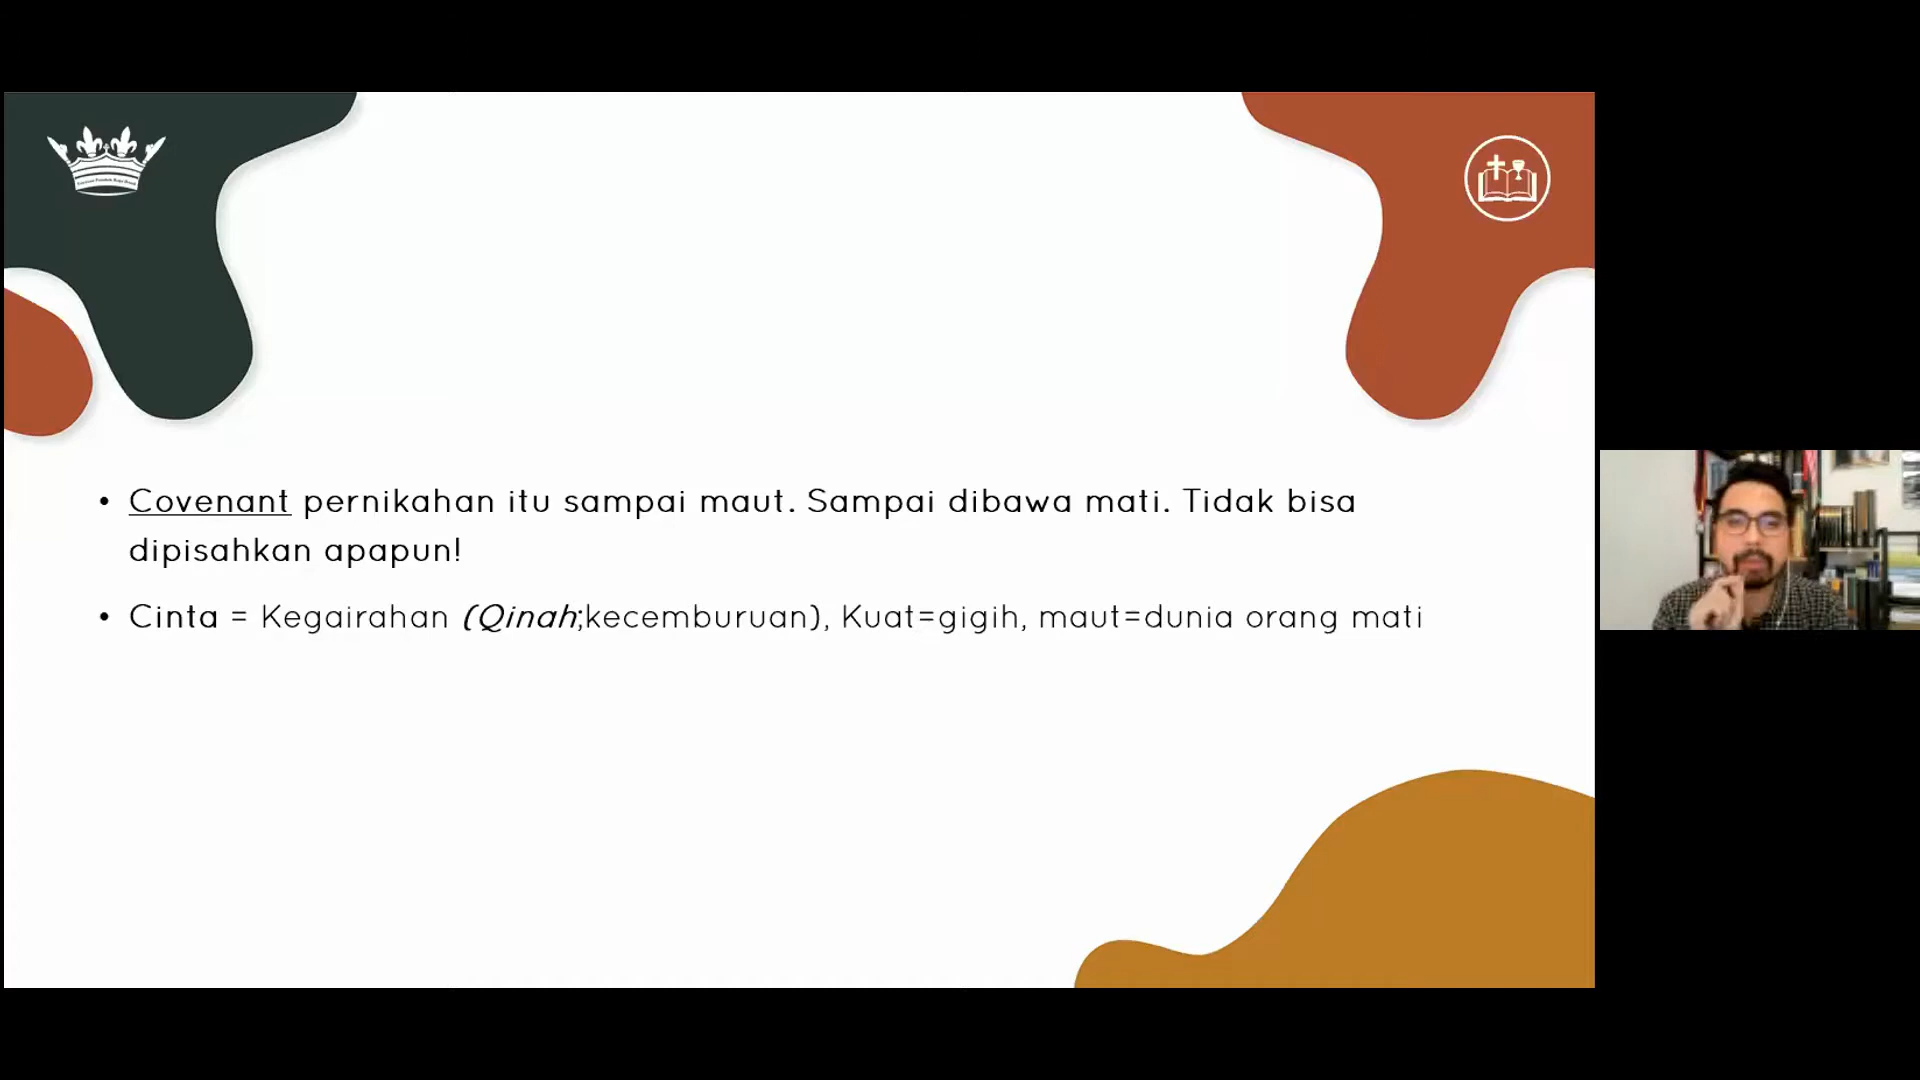 • Covenant pernikahan itu sampai maut. Sampai dibawa mati. Tidak bisa
dipisahkan apapun!
• Cinta = Kegairahan (Qinah;kecemburuan), Kuat=gigih, maut=dunia orang mati